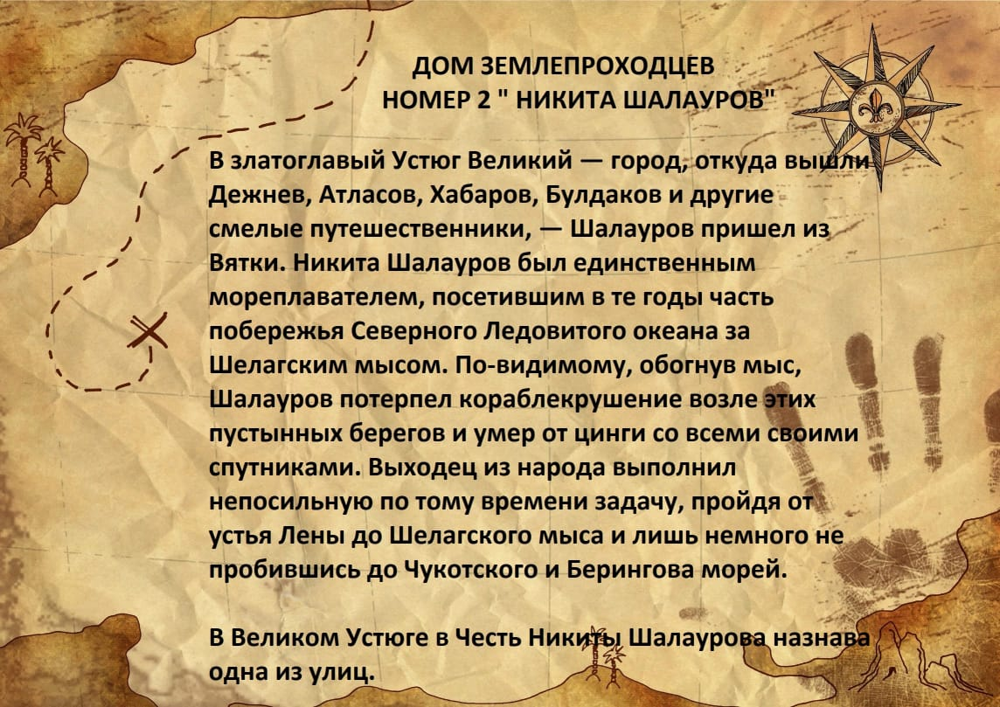 ДОМ ЗЕМЛЕПРОХОДЦЕВ
НОМЕР 2 " НИКИТА ШАЛАУРОВ"
В златоглавый Устюг Великий — город, откуда вышли
Дежнев, Атласов, Хабаров, Булдаков и другие
смелые путешественники, — Шалауров пришел из
Вятки. Никита Шалауров был единственным
мореплавателем, посетившим в те годы часть
побережья Северного Ледовитого океана за
Шелагским мысом. По-видимому, обогнув мыс,
Шалауров потерпел кораблекрушение возле этих
пустынных берегов и умер от цинги со всеми своими
спутниками. Выходец из народа выполнил
непосильную по тому времени задачу, пройдя от
устья Лены до Шелагского мыса и лишь немного не
пробившись до Чукотского и Берингова морей.
В Великом Устюге в Честь Никиты Шалаурова назнава
одна из улиц.